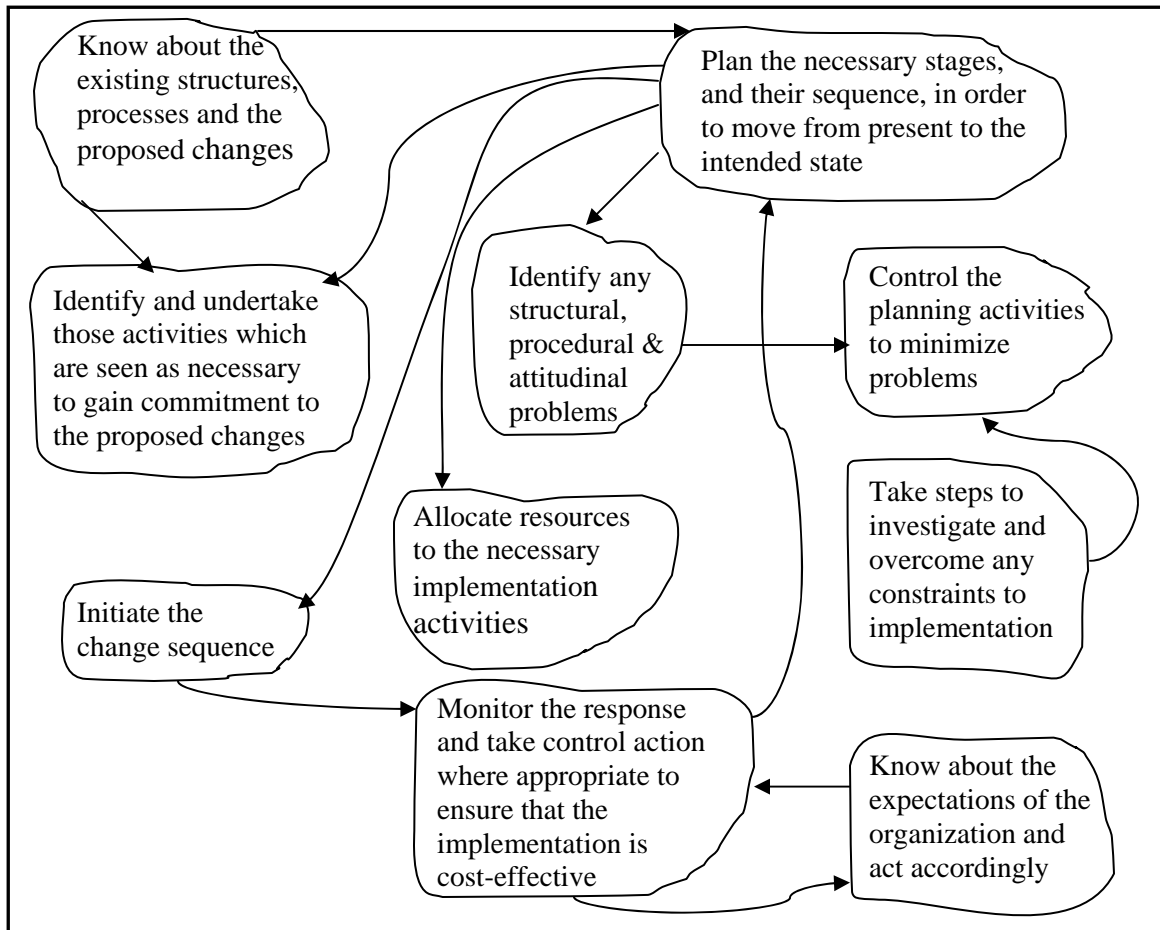 Know about the
existing structures,
processes and the
proposed changes
Plan the necessary stages,
and their sequence, in order
to move from present to the
intended state
Identify and undertake
those activities which
are seen as necessary
to gain commitment to
the proposed changes
Identify any
structural,
procedural &
attitudinal
problems
Control the
planning activities
to minimize
problems
Allocate resources
to the necessary
implementation
activities
Take steps to
investigate and
overcome any
constraints to
implementation
Initiate the
change sequence
Monitor the response
and take control action
where appropriate to
ensure that the
implementation is
cost-effective
Know about the
expectations of the
organization and
act accordingly